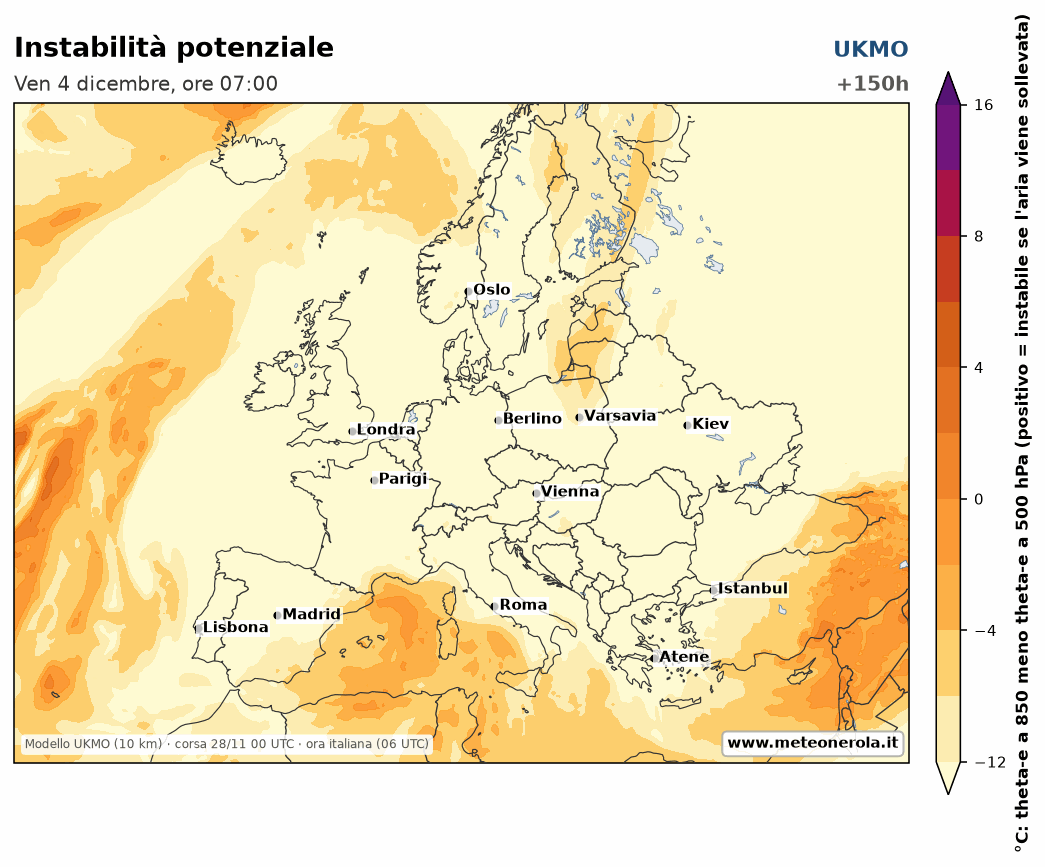 Instabilità potenziale
UKMO
Ven 4 dicembre, ore 07:00
+150h
16
8
4
0
−4
−12
°C: theta-e a 850 meno theta-e a 500 hPa (positivo = instabile se l'aria viene sollevata)
Oslo
Berlino
Varsavia
Londra
Kiev
Parigi
Vienna
Istanbul
Roma
Madrid
Lisbona
Atene
Modello UKMO (10 km) · corsa 28/11 00 UTC · ora italiana (06 UTC)
www.meteonerola.it